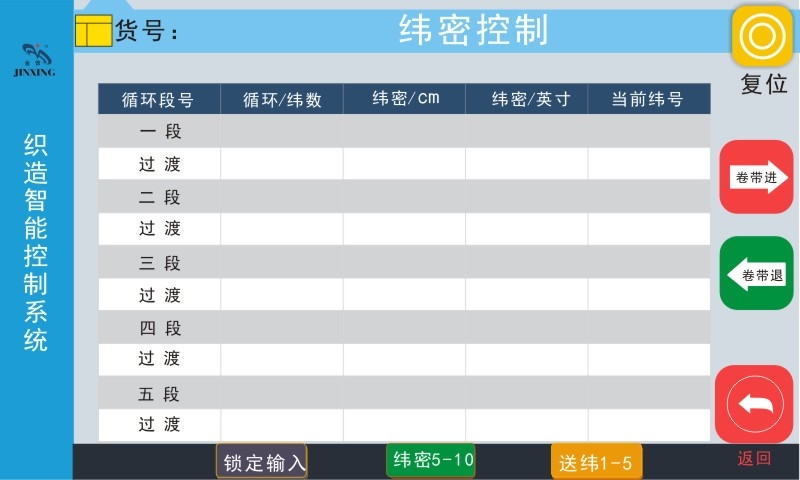 货号：
纬密控制
JINXING
织造智能控制系统
复位
循环段号 循环/纬数 纬密/cm 纬密/英寸 当前纬号
一 段
过 渡
二 段
过 渡
三 段
过 渡
四 段
过 渡
五 段
过 渡
卷带进
卷带退
返回
锁定输入 纬密5-10 送纬1-5